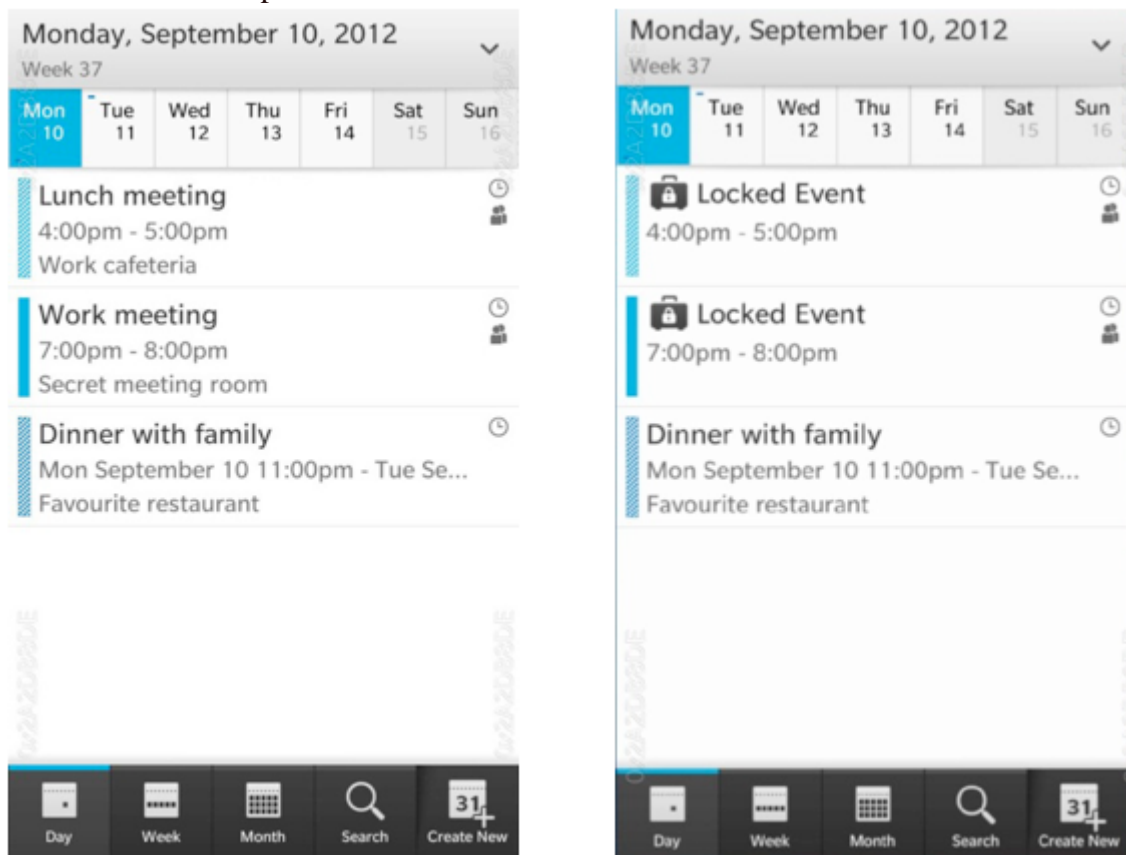 Monday, September 10, 2012
Week 37
Mon Tue Wed Thu Fri Sat Sun
10 11 12 13 14 15 16
Lunch meeting
4:00pm - 5:00pm
Work cafeteria
Work meeting
7:00pm - 8:00pm
Secret meeting room
Dinner with family
Mon September 10 11:00pm - Tue Se...
Favourite restaurant
31
Day Week Month Search Create New
Monday, September 10, 2012
Week 37
Mon Tue Wed Thu Fri Sat Sun
10 11 12 13 14 15 16
Locked Event
4:00pm - 5:00pm
Locked Event
7:00pm - 8:00pm
Dinner with family
Mon September 10 11:00pm - Tue Se...
Favourite restaurant
31
Day Week Month Search Create New